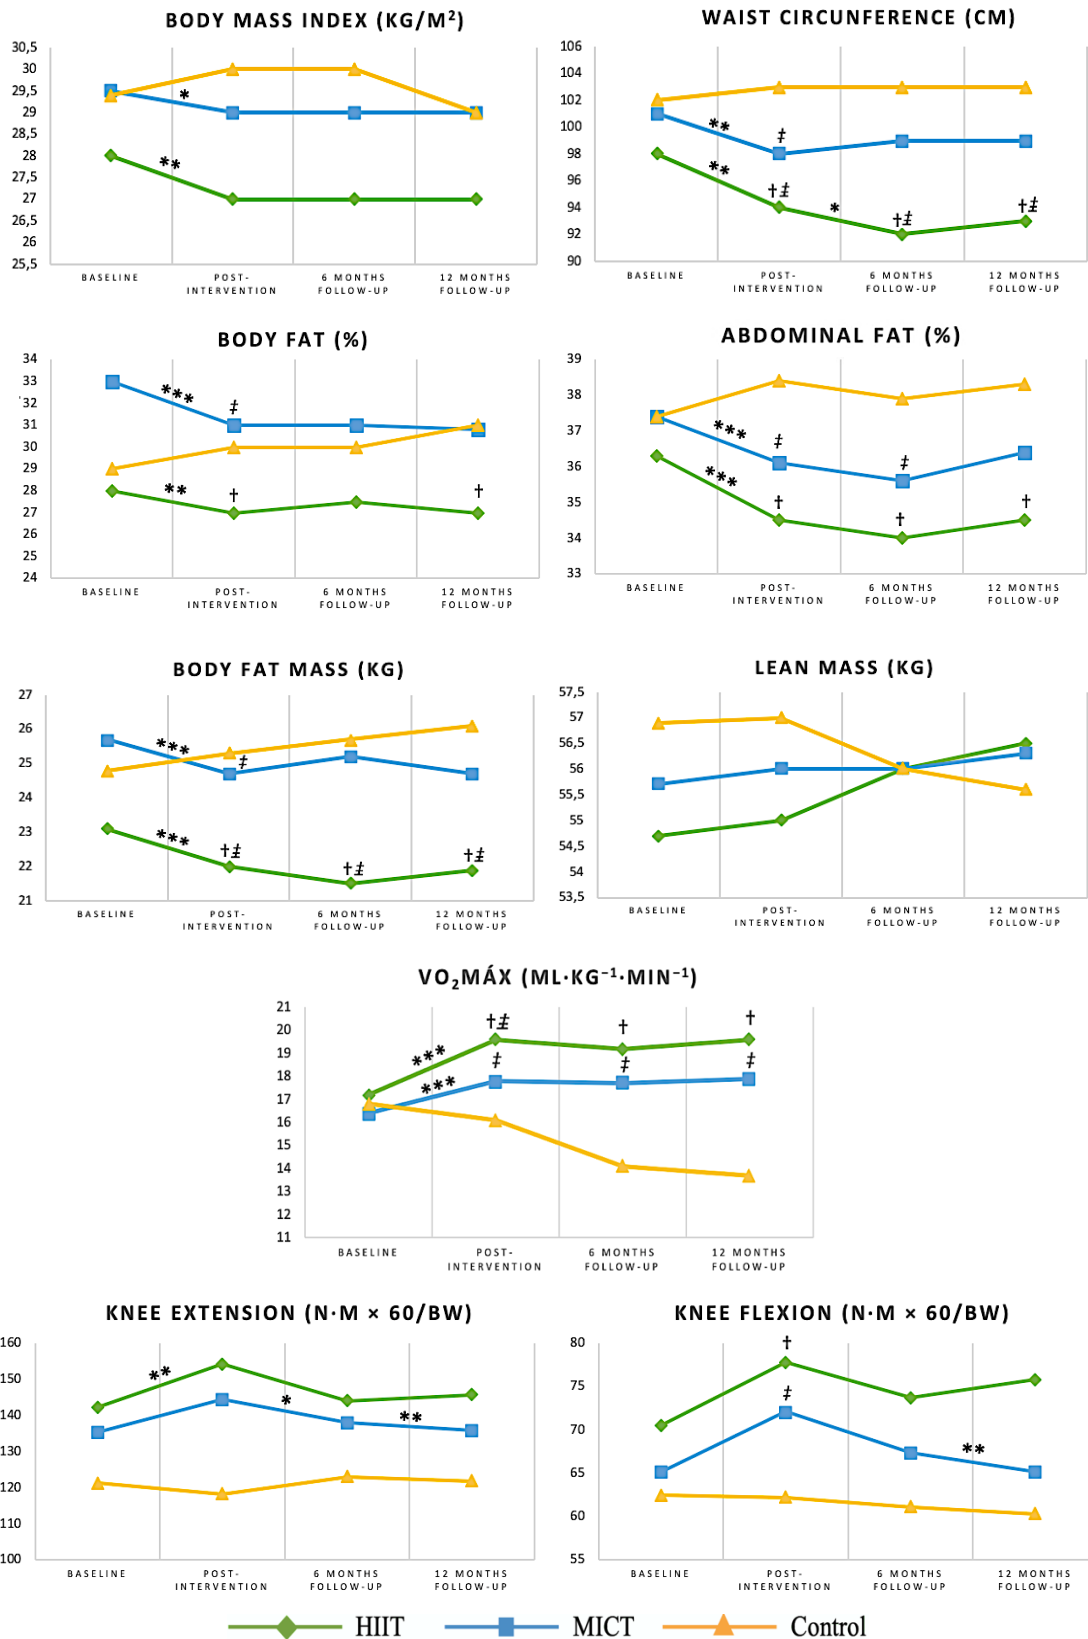 BODY MASS INDEX (KG/M²)
30,5
30
29,5
29
28,5
28
27,5
27
26,5
26
25,5
*
**
BASELINE
POST-
INTERVENTION
6 MONTHS
FOLLOW-UP
12 MONTHS
FOLLOW-UP
WAIST CIRCUNFERENCE (CM)
106
104
102
100
98
96
94
92
90
**
‡
**
†‡
*
†‡
†‡
BASELINE
POST-
INTERVENTION
6 MONTHS
FOLLOW-UP
12 MONTHS
FOLLOW-UP
BODY FAT (%)
34
33
32
31
30
29
28
27
26
25
24
***
‡
**
†
†
BASELINE
POST-
INTERVENTION
6 MONTHS
FOLLOW-UP
12 MONTHS
FOLLOW-UP
ABDOMINAL FAT (%)
39
38
37
36
35
34
33
***
‡
‡
***
†
†
†
BASELINE
POST-
INTERVENTION
6 MONTHS
FOLLOW-UP
12 MONTHS
FOLLOW-UP
BODY FAT MASS (KG)
27
26
25
24
23
22
21
***
‡
***
†‡
†‡
†‡
BASELINE
POST-
INTERVENTION
6 MONTHS
FOLLOW-UP
12 MONTHS
FOLLOW-UP
LEAN MASS (KG)
57,5
57
56,5
56
55,5
55
54,5
54
53,5
BASELINE
POST-
INTERVENTION
6 MONTHS
FOLLOW-UP
12 MONTHS
FOLLOW-UP
VO₂MÁX (ML·KG⁻¹·MIN⁻¹)
21
20
19
18
17
16
15
14
13
12
11
***
†‡
†
†
***
‡
‡
‡
BASELINE
POST-
INTERVENTION
6 MONTHS
FOLLOW-UP
12 MONTHS
FOLLOW-UP
KNEE EXTENSION (N·M × 60/BW)
160
150
140
130
120
110
100
**
*
**
BASELINE
POST-
INTERVENTION
6 MONTHS
FOLLOW-UP
12 MONTHS
FOLLOW-UP
KNEE FLEXION (N·M × 60/BW)
80
75
70
65
60
55
†
‡
**
BASELINE
POST-
INTERVENTION
6 MONTHS
FOLLOW-UP
12 MONTHS
FOLLOW-UP
HIIT
MICT
Control